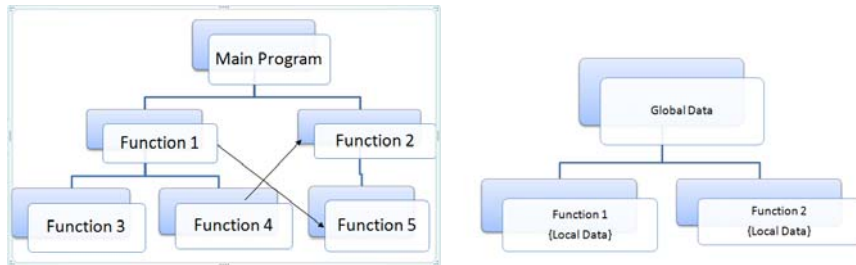 Main Program
Function 1
Function 2
Function 3
Function 4
Function 5
Global Data
Function 1
{Local Data}
Function 2
{Local Data}